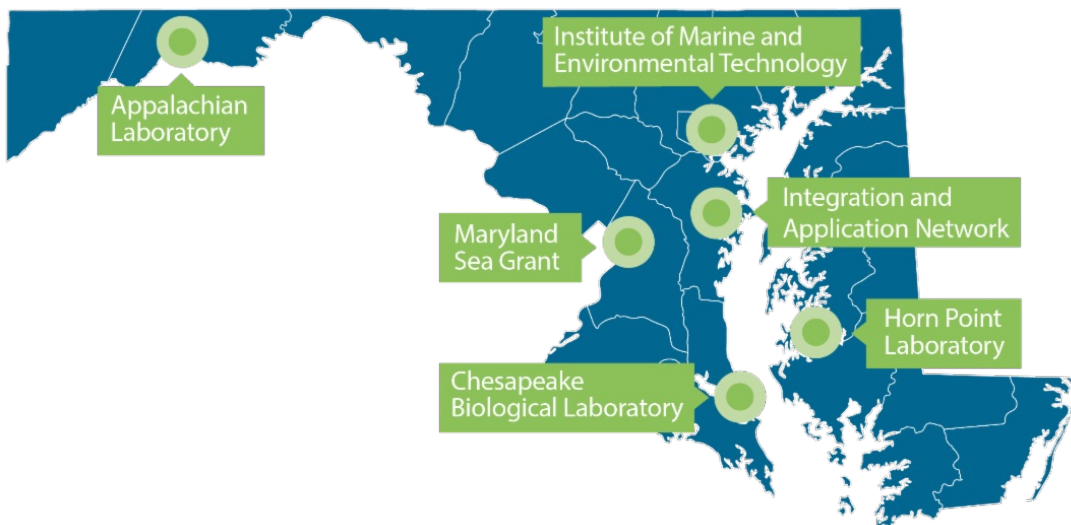 Institute of Marine and
Environmental Technology
Appalachian
Laboratory
Integration and
Application Network
Maryland
Sea Grant
Horn Point
Laboratory
Chesapeake
Biological Laboratory